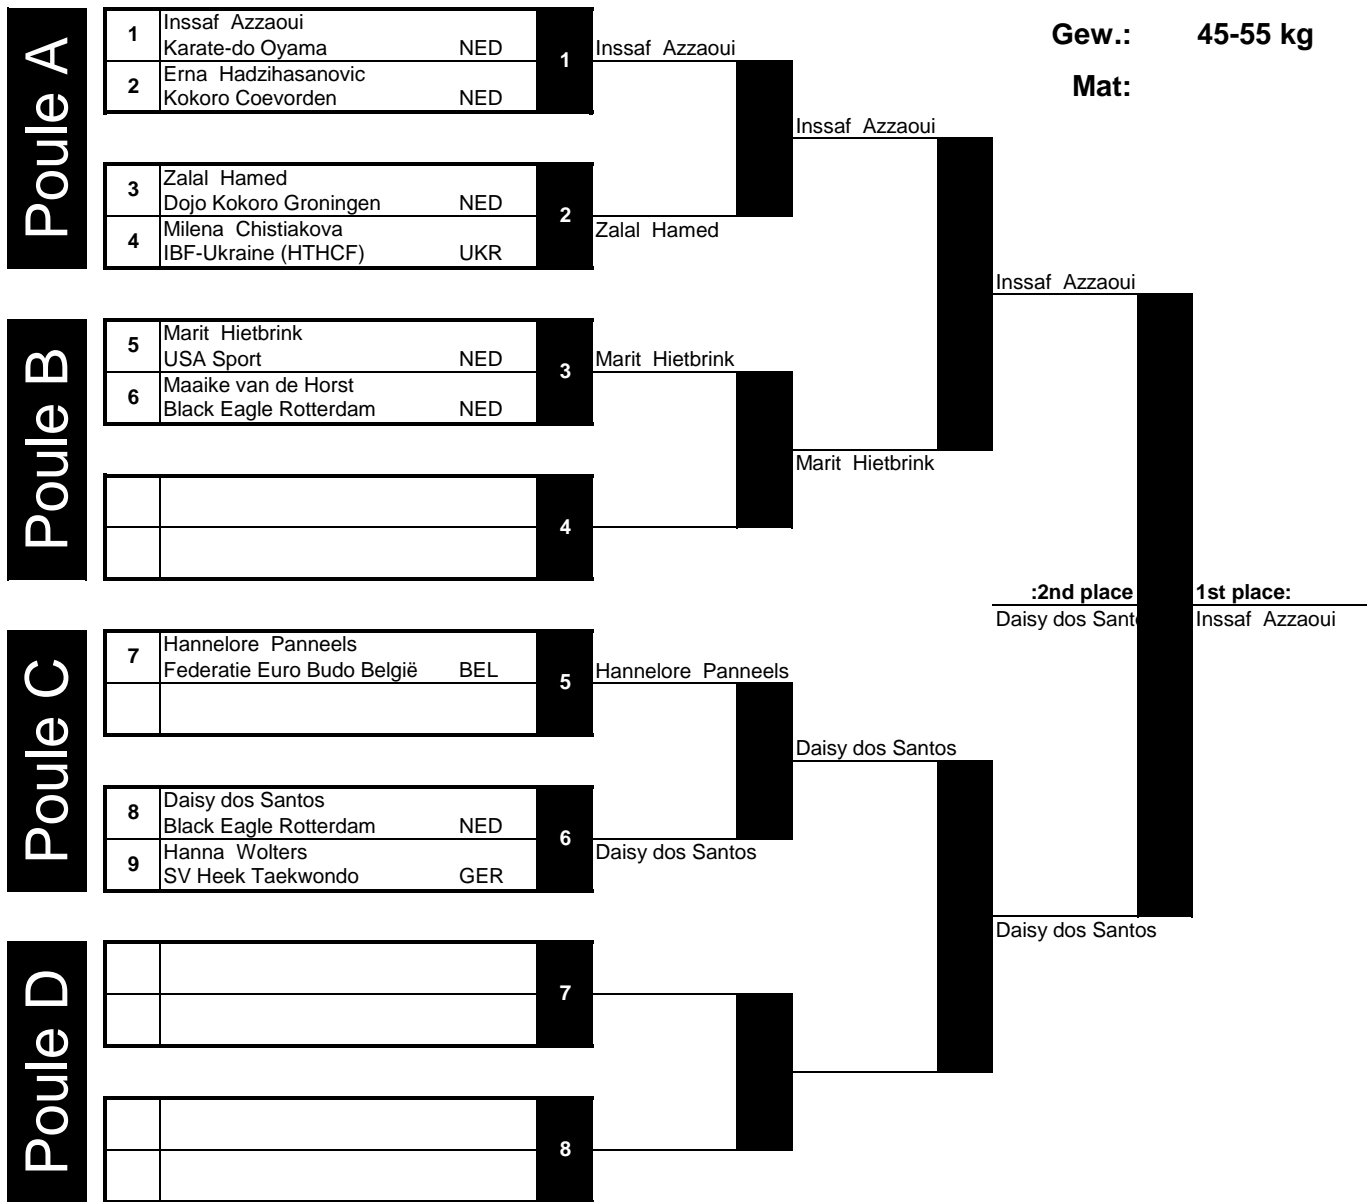 Gew.: 45-55 kg
Mat:
Poule A
1 Inssaf Azzaoui
Karate-do Oyama NED
2 Erna Hadzihasanovic
Kokoro Coevorden NED
1
Inssaf Azzaoui
3 Zalal Hamed
Dojo Kokoro Groningen NED
4 Milena Chistiakova
IBF-Ukraine (HTHCF) UKR
2
Zalal Hamed
Inssaf Azzaoui
Poule B
5 Marit Hietbrink
USA Sport NED
6 Maaike van de Horst
Black Eagle Rotterdam NED
3
Marit Hietbrink
4
Marit Hietbrink
Inssaf Azzaoui
Poule C
7 Hannelore Panneels
Federatie Euro Budo België BEL
5
Hannelore Panneels
8 Daisy dos Santos
Black Eagle Rotterdam NED
9 Hanna Wolters
SV Heek Taekwondo GER
6
Daisy dos Santos
Daisy dos Santos
Poule D
7
8
Daisy dos Santos
:2nd place
Daisy dos Sant
1st place:
Inssaf Azzaoui